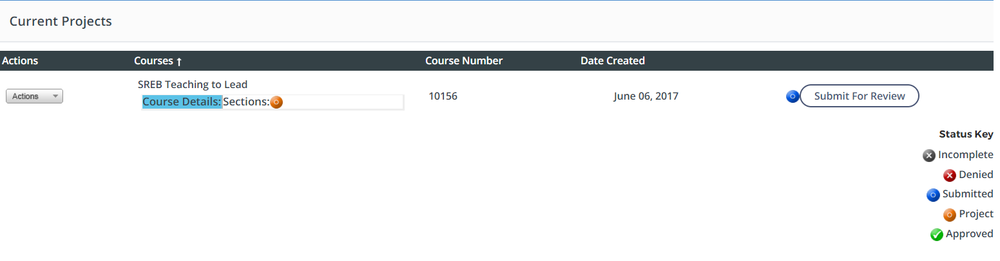 Current Projects
Actions Courses ↑ Course Number Date Created
SREB Teaching to Lead
Actions 10156 June 06, 2017 Submit For Review
Course Details: Sections:
Status Key
Incomplete
Denied
Submitted
Project
Approved